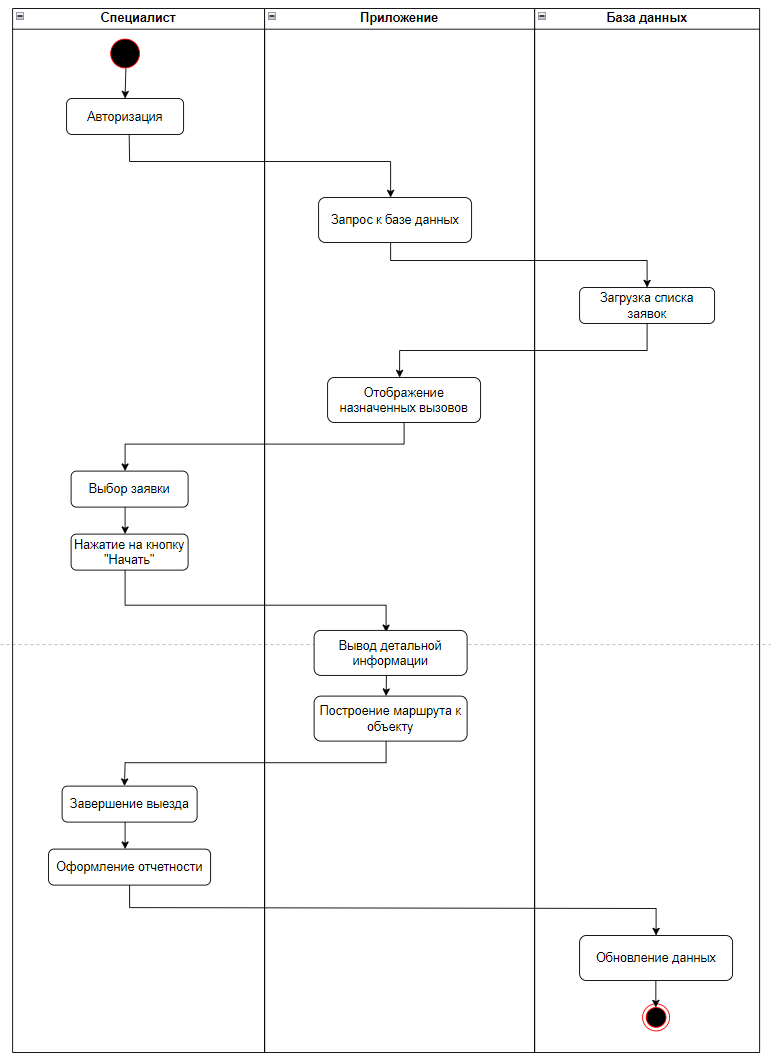 Специалист
Приложение
База данных
Авторизация
Запрос к базе данных
Загрузка списка
заявок
Отображение
назначенных вызовов
Выбор заявки
Нажатие на кнопку
"Начать"
Вывод детальной
информации
Построение маршрута к
объекту
Завершение выезда
Оформление отчетности
Обновление данных